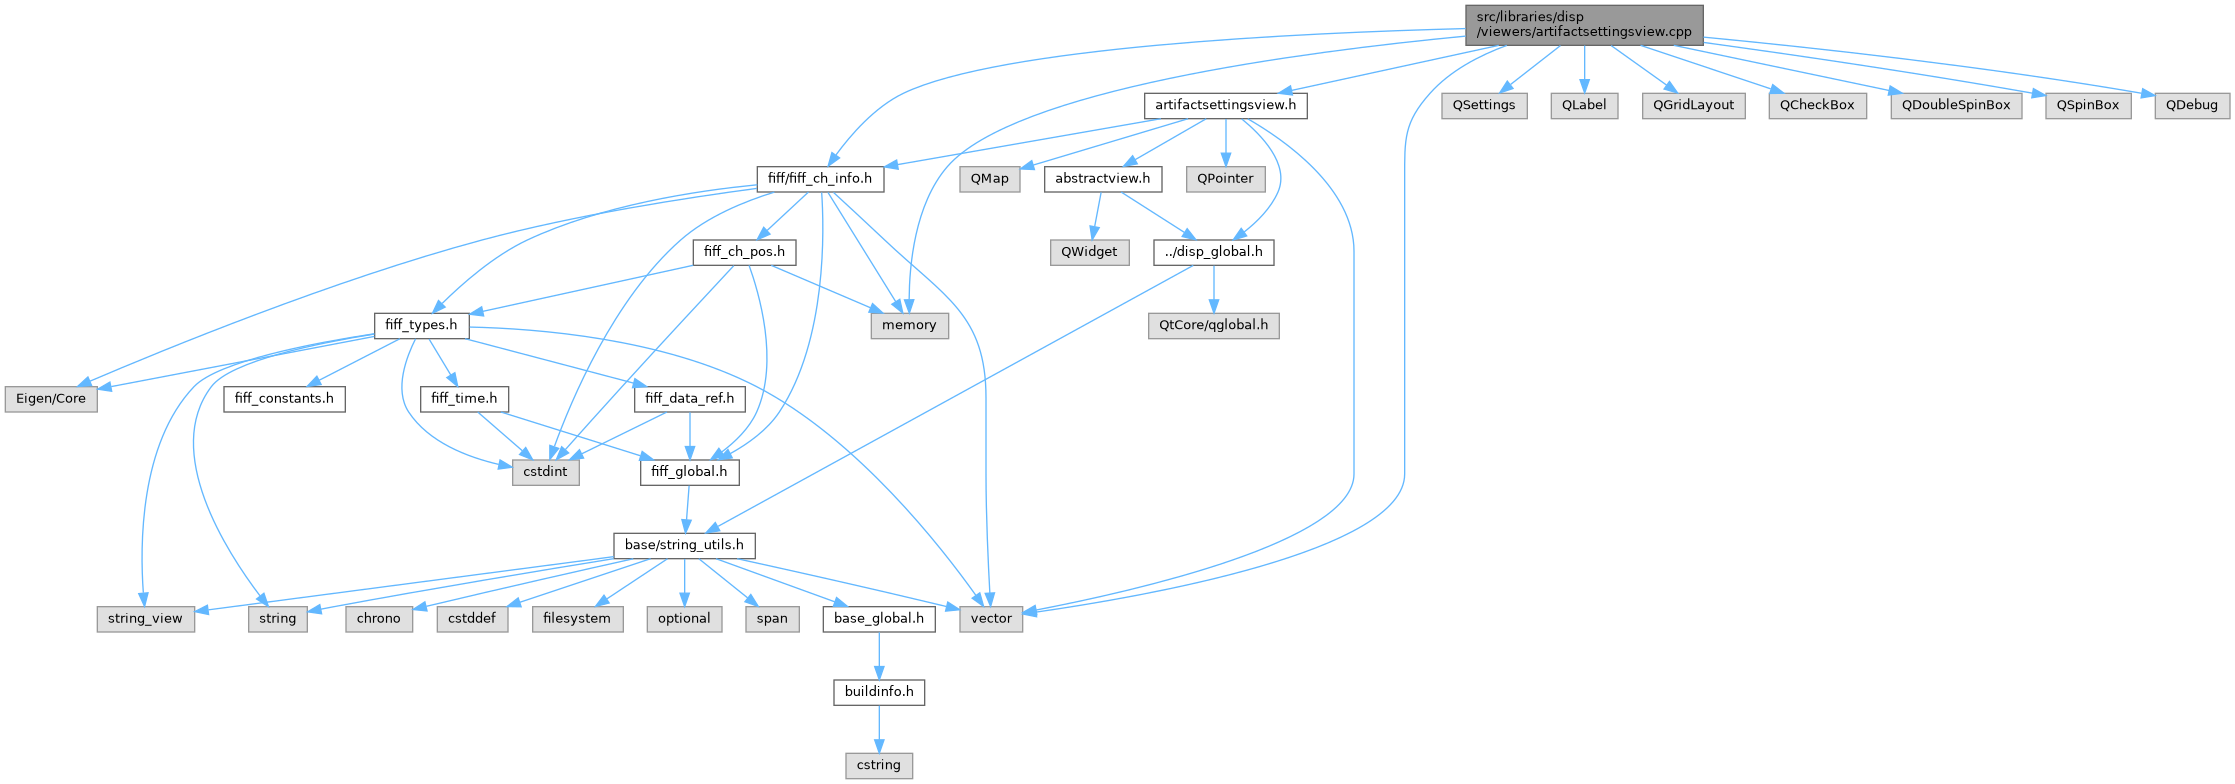 src/libraries/disp
/viewers/artifactsettingsview.cpp
artifactsettingsview.h
QSettings
QLabel
QGridLayout
QCheckBox
QDoubleSpinBox
QSpinBox
QDebug
fiff/fiff_ch_info.h
QMap
abstractview.h
QPointer
fiff_ch_pos.h
QWidget
../disp_global.h
fiff_types.h
memory
QtCore/qglobal.h
Eigen/Core
fiff_constants.h
fiff_time.h
fiff_data_ref.h
cstdint
fiff_global.h
base/string_utils.h
string_view
string
chrono
cstddef
filesystem
optional
span
base_global.h
vector
buildinfo.h
cstring